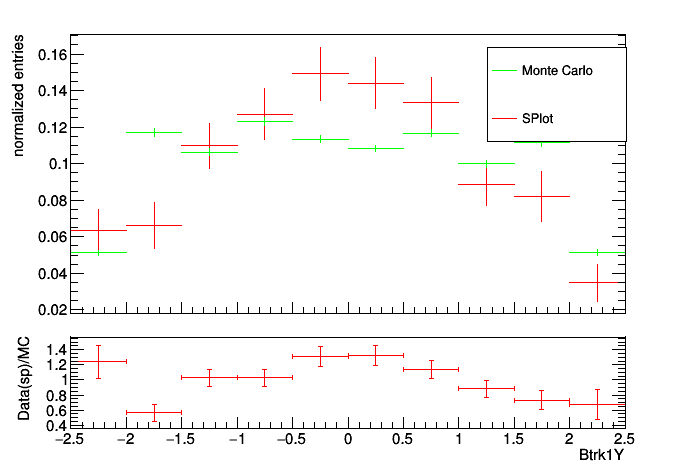 normalized entries
0.16
0.14
0.12
0.1
0.08
0.06
0.04
0.02
Monte Carlo
SPlot
Data(sp)/MC
1.4
1.2
1
0.8
0.6
0.4
−2.5 −2 −1.5 −1 −0.5 0 0.5 1 1.5 2 2.5
Btrk1Y